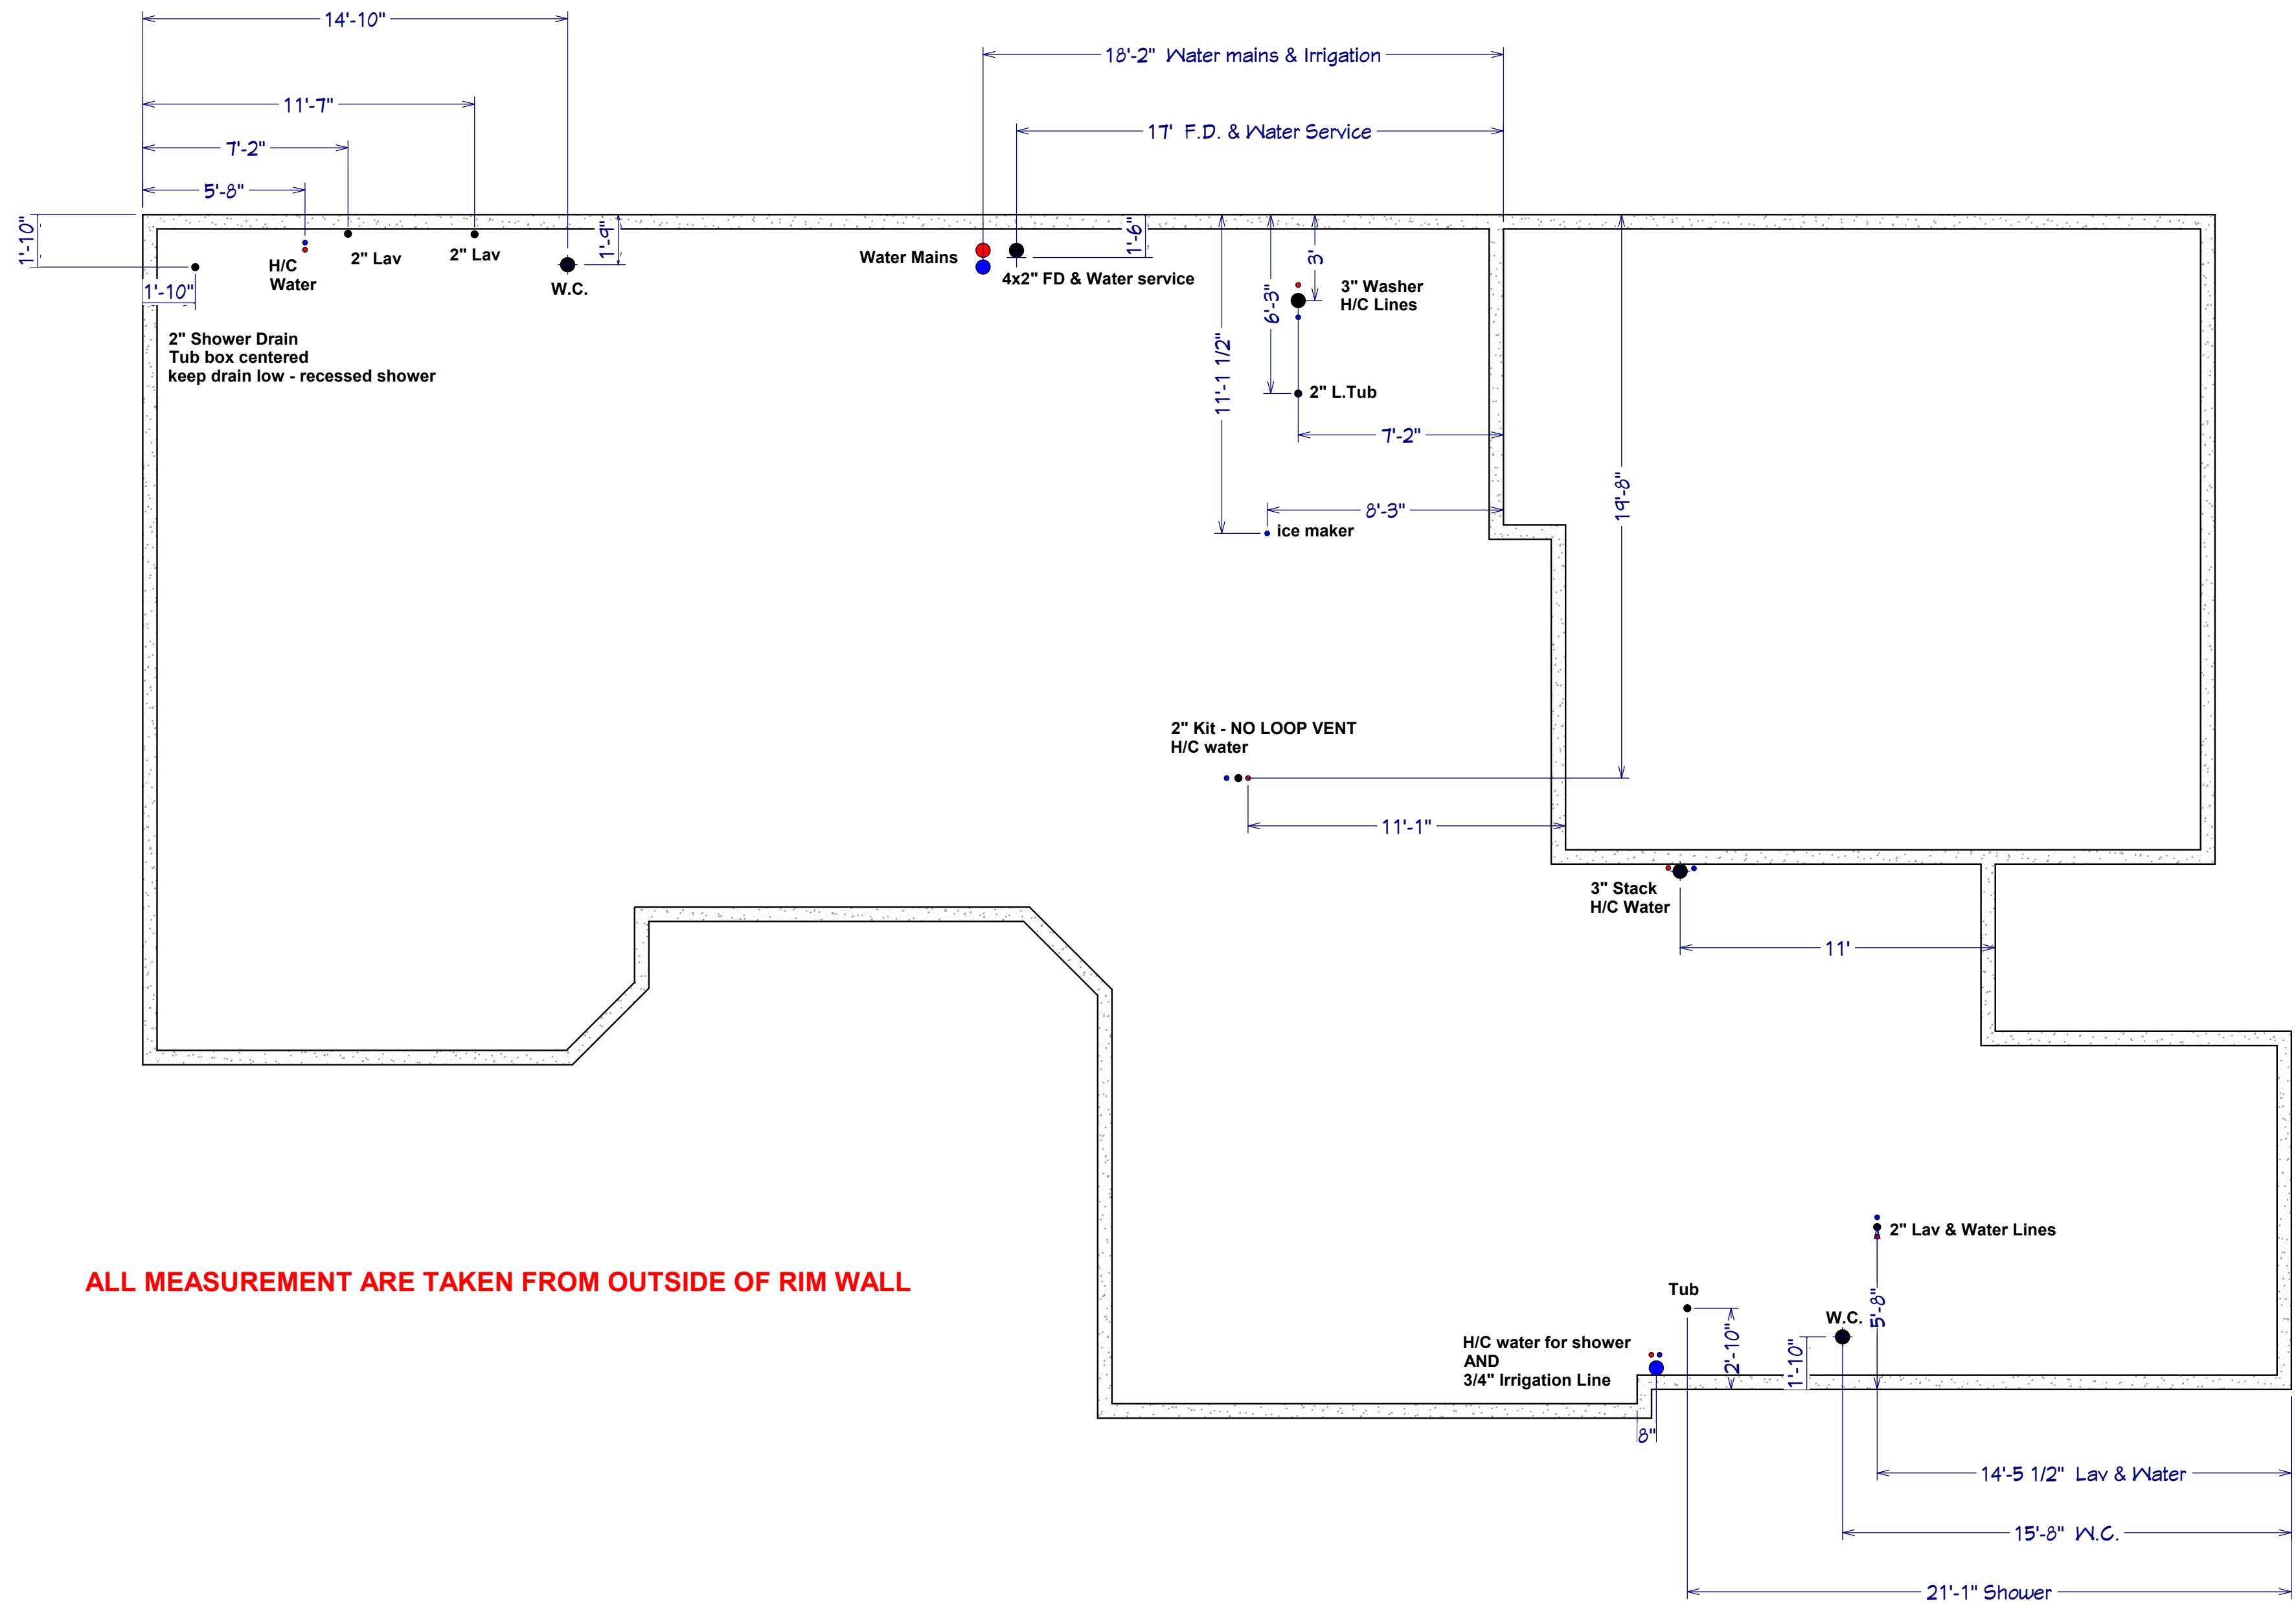 14'-10"
18'-2" Water mains & Irrigation
11'-7"
17' F.D. & Water Service
7'-2"
5'-8"
1'-10"
1'-9"
1'-6"
3'
H/C
Water
2" Lav
2" Lav
W.C.
Water Mains
4x2" FD & Water service
1'-10"
6'-3"
3" Washer
H/C Lines
11'-1 1/2"
2" Shower Drain
Tub box centered
keep drain low - recessed shower
2" L.Tub
7'-2"
19'-8"
8'-3"
ice maker
2" Kit - NO LOOP VENT
H/C water
11'-1"
3" Stack
H/C Water
11'
2" Lav & Water Lines
ALL MEASUREMENT ARE TAKEN FROM OUTSIDE OF RIM WALL
Tub
5'-8"
W.C.
2'-10"
1'-10"
H/C water for shower
AND
3/4" Irrigation Line
8"
14'-5 1/2" Lav & Water
15'-8" W.C.
21'-1" Shower